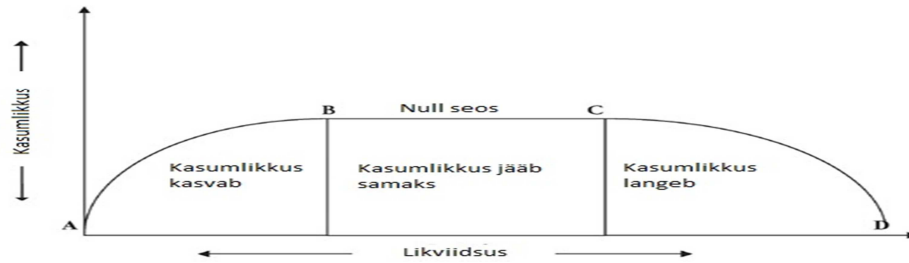 Kasumlikkus
B
Null seos
C
Kasumlikkus
kasvab
Kasumlikkus jääb
samaks
Kasumlikkus
langeb
A
D
Likviidsus